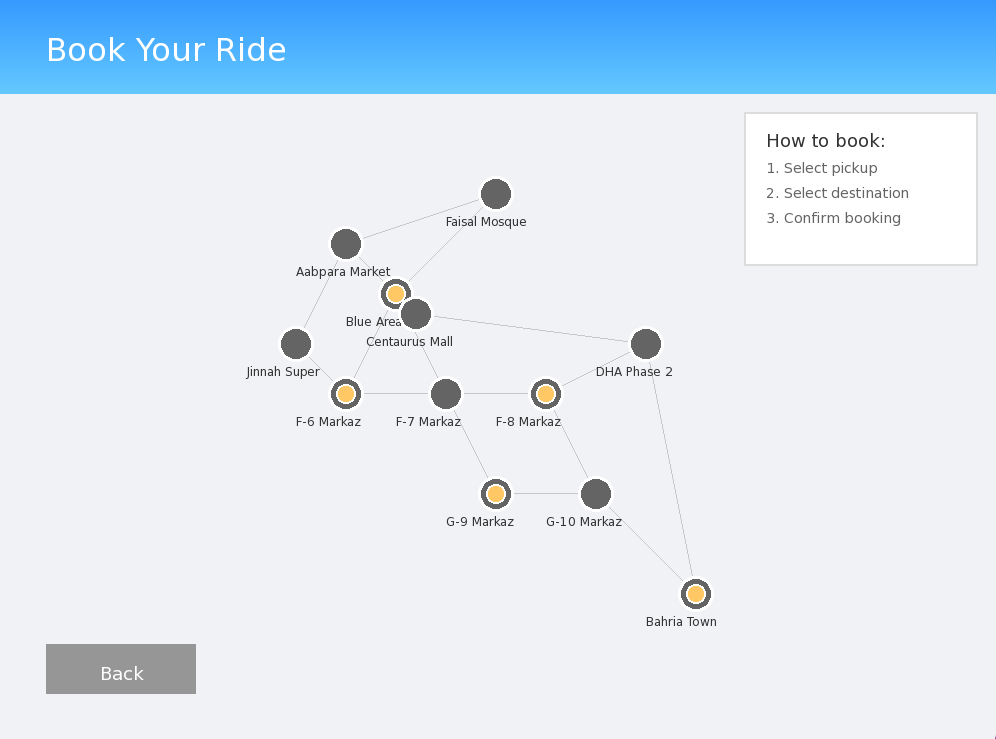 Book Your Ride
How to book:
1. Select pickup
2. Select destination
3. Confirm booking
Faisal Mosque
Aabpara Market
Blue Area
Centaurus Mall
Jinnah Super
DHA Phase 2
F-6 Markaz
F-7 Markaz
F-8 Markaz
G-9 Markaz
G-10 Markaz
Bahria Town
Back